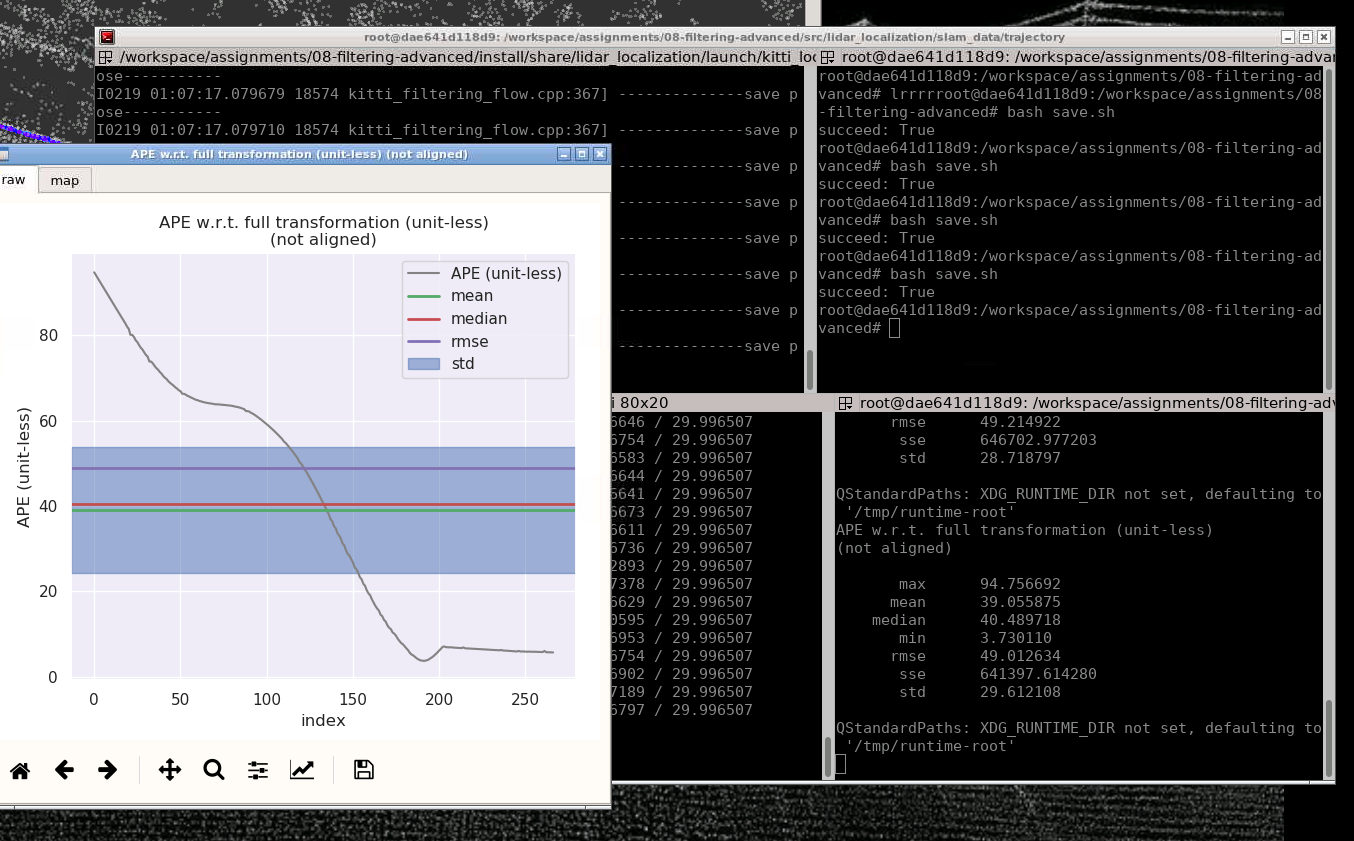 root@dae641d118d9: /workspace/assignments/08-filtering-advanced/src/lidar_localization/slam_data/trajectory
/workspace/assignments/08-filtering-advanced/install/share/lidar_localization/launch/kitti_loc
ose-----------
I0219 01:07:17.079679 18574 kitti_filtering_flow.cpp:367] --------------save p
ose-----------
I0219 01:07:17.079710 18574 kitti_filtering_flow.cpp:367] --------------save p
--------------save p
--------------save p
--------------save p
--------------save p
--------------save p
--------------save p
root@dae641d118d9: /workspace/assignments/08-filtering-advan
root@dae641d118d9:/workspace/assignments/08-filtering-ad
vanced# lrrrrroot@dae641d118d9:/workspace/assignments/08
-filtering-advanced# bash save.sh
succeed: True
root@dae641d118d9:/workspace/assignments/08-filtering-ad
vanced# bash save.sh
succeed: True
root@dae641d118d9:/workspace/assignments/08-filtering-ad
vanced# bash save.sh
succeed: True
root@dae641d118d9:/workspace/assignments/08-filtering-ad
vanced# bash save.sh
succeed: True
root@dae641d118d9:/workspace/assignments/08-filtering-ad
vanced#
APE w.r.t. full transformation (unit-less) (not aligned)
raw
map
APE w.r.t. full transformation (unit-less)
(not aligned)
APE (unit-less)
mean
median
rmse
std
APE (unit-less)
80
60
40
20
0
0 50 100 150 200 250
index
i 80x20
6646 / 29.996507
6754 / 29.996507
6583 / 29.996507
6644 / 29.996507
6641 / 29.996507
6673 / 29.996507
6611 / 29.996507
6736 / 29.996507
2893 / 29.996507
7378 / 29.996507
6629 / 29.996507
0595 / 29.996507
6953 / 29.996507
6754 / 29.996507
6902 / 29.996507
7189 / 29.996507
6797 / 29.996507
root@dae641d118d9: /workspace/assignments/08-filtering-adv
rmse 49.214922
sse 646702.977203
std 28.718797
QStandardPaths: XDG_RUNTIME_DIR not set, defaulting to
'/tmp/runtime-root'
APE w.r.t. full transformation (unit-less)
(not aligned)
max 94.756692
mean 39.055875
median 40.489718
min 3.730110
rmse 49.012634
sse 641397.614280
std 29.612108
QStandardPaths: XDG_RUNTIME_DIR not set, defaulting to
'/tmp/runtime-root'